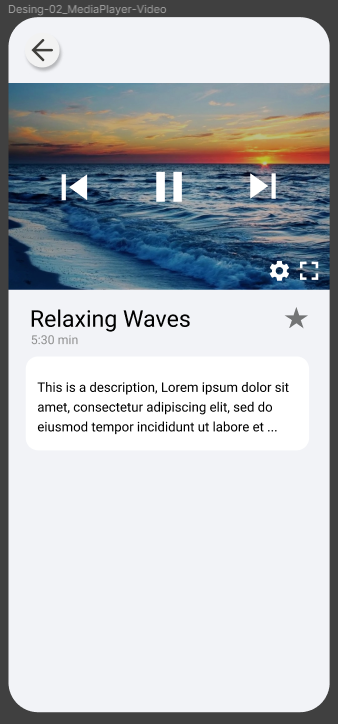 Desing-02_MediaPlayer-Video
Relaxing Waves
5:30 min
This is a description, Lorem ipsum dolor sit
amet, consectetur adipiscing elit, sed do
eiusmod tempor incididunt ut labore et ...